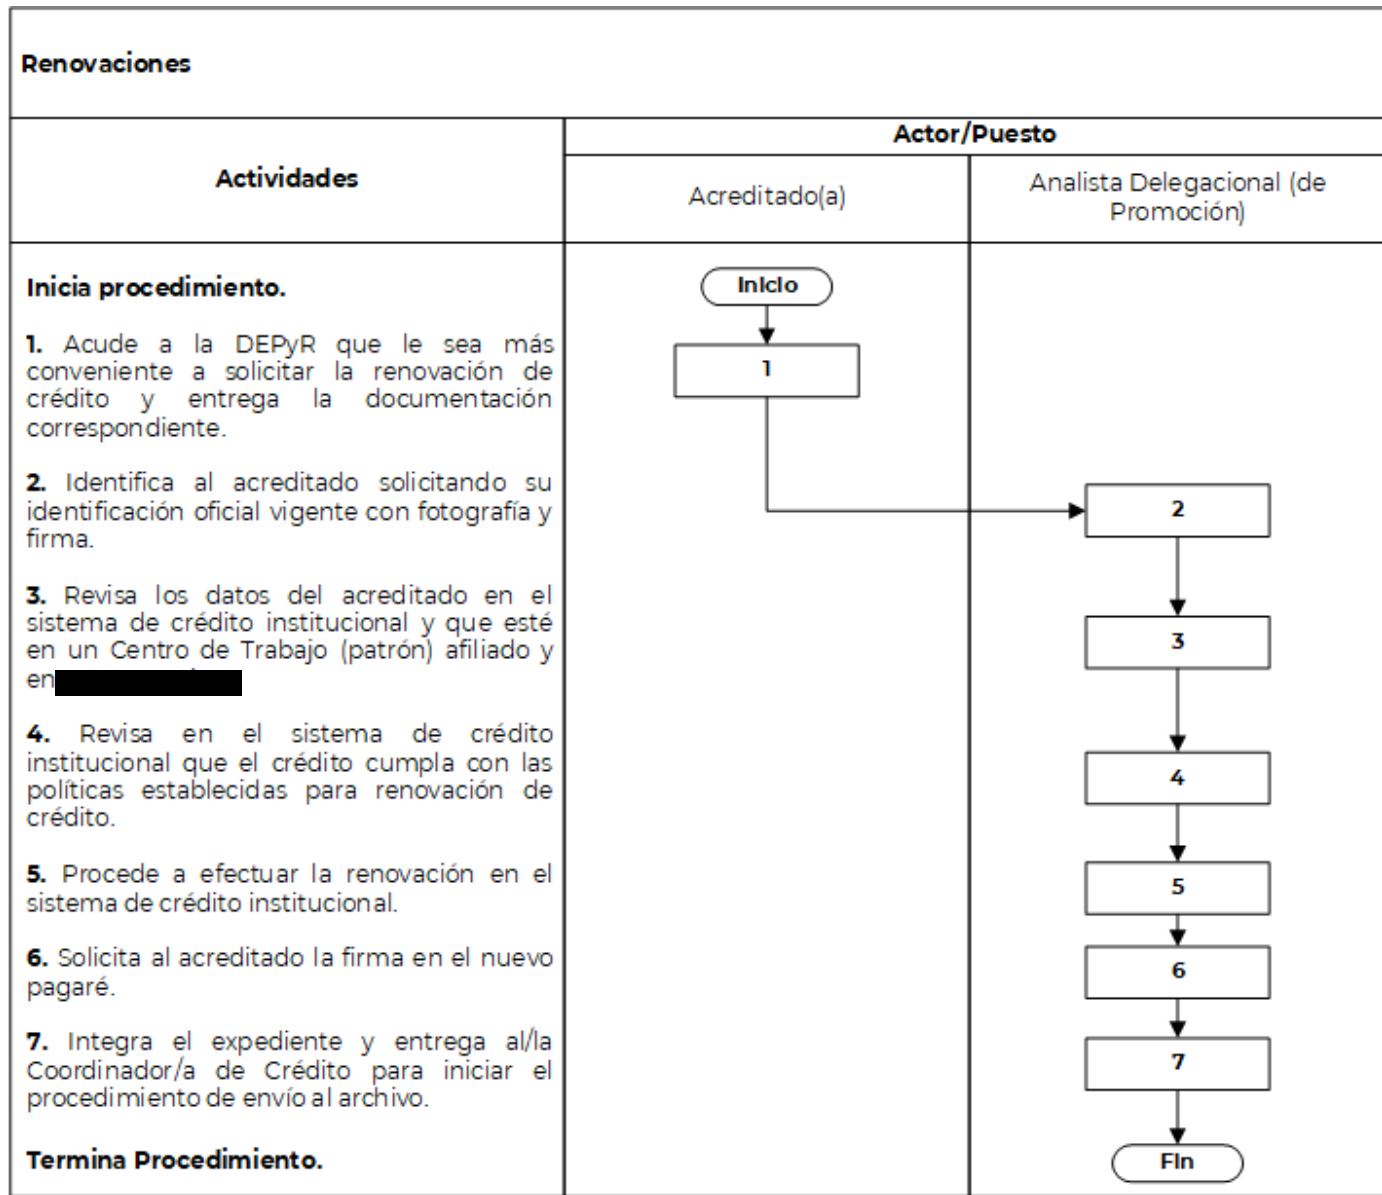 Renovaciones
Actividades
Actor/Puesto
Acreditado(a)
Analista Delegacional (de
Promoción)
Inicia procedimiento.
1. Acude a la DEPyR que le sea más
conveniente a solicitar la renovación de
crédito y entrega la documentación
correspondiente.
2. Identifica al acreditado solicitando su
identificación oficial vigente con fotografía y
firma.
3. Revisa los datos del acreditado en el
sistema de crédito institucional y que esté
en un Centro de Trabajo (patrón) afiliado y
en
4. Revisa en el sistema de crédito
institucional que el crédito cumpla con las
políticas establecidas para renovación de
crédito.
5. Procede a efectuar la renovación en el
sistema de crédito institucional.
6. Solicita al acreditado la firma en el nuevo
pagaré.
7. Integra el expediente y entrega al/la
Coordinador/a de Crédito para iniciar el
procedimiento de envío al archivo.
Termina Procedimiento.
Inicio
1
2
3
4
5
6
7
Fin